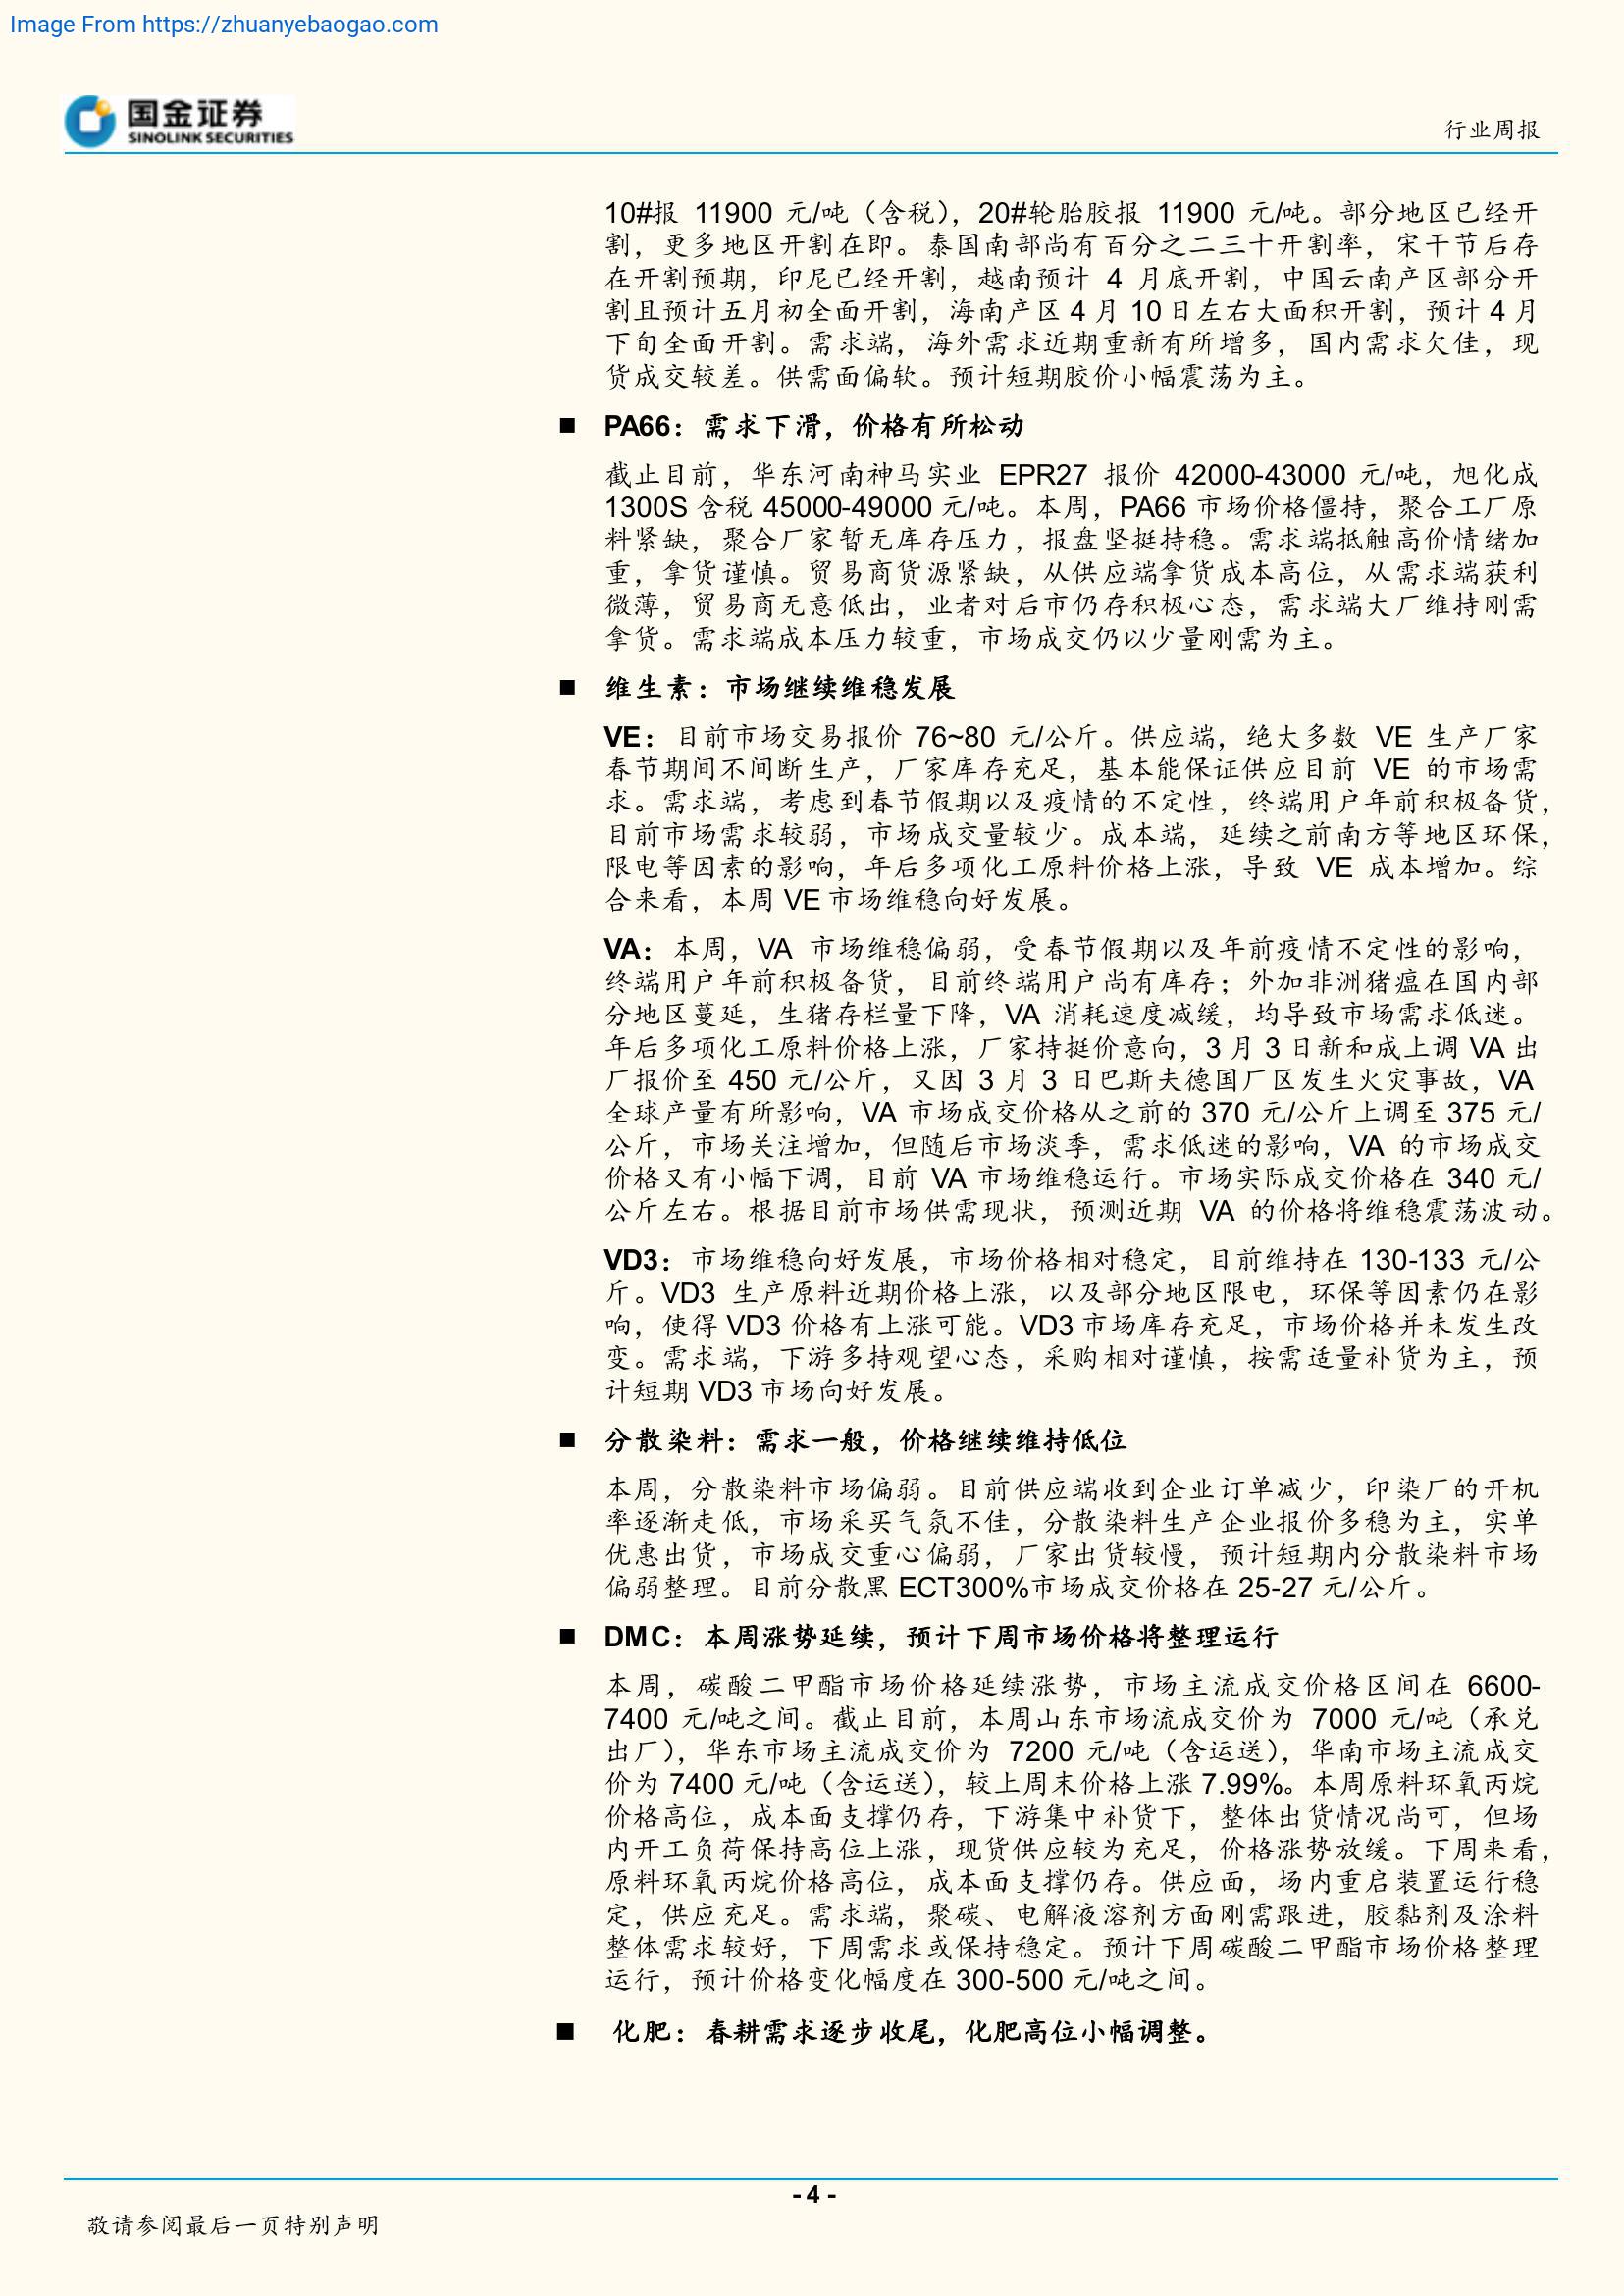 Image From https://zhuanyebaogao.com
国金证券
SINOLINK SECURITIES
行业周报
10#报 11900 元/吨（含税），20#轮胎胶报 11900 元/吨。部分地区已经开
割，更多地区开割在即。泰国南部尚有百分之二三十开割率，宋干节后存
在开割预期，印尼已经开割，越南预计 4 月底开割，中国云南产区部分开
割且预计五月初全面开割，海南产区 4 月 10 日左右大面积开割，预计 4 月
下旬全面开割。需求端，海外需求近期重新有所增多，国内需求欠佳，现
货成交较差。供需面偏软。预计短期胶价小幅震荡为主。
■ PA66：需求下滑，价格有所松动
截止目前，华东河南神马实业 EPR27 报价 42000-43000 元/吨，旭化成
1300S 含税 45000-49000 元/吨。本周，PA66 市场价格僵持，聚合工厂原
料紧缺，聚合厂家暂无库存压力，报盘坚挺持稳。需求端抵触高价情绪加
重，拿货谨慎。贸易商货源紧缺，从供应端拿货成本高位，从需求端获利
微薄，贸易商无意低出，业者对后市仍存积极心态，需求端大厂维持刚需
拿货。需求端成本压力较重，市场成交仍以少量刚需为主。
■ 维生素：市场继续维稳发展
VE：目前市场交易报价 76~80 元/公斤。供应端，绝大多数 VE 生产厂家
春节期间不间断生产，厂家库存充足，基本能保证供应目前 VE 的市场需
求。需求端，考虑到春节假期以及疫情的不定性，终端用户年前积极备货，
目前市场需求较弱，市场成交量较少。成本端，延续之前南方等地区环保，
限电等因素的影响，年后多项化工原料价格上涨，导致 VE 成本增加。综
合来看，本周 VE 市场维稳向好发展。
VA：本周，VA 市场维稳偏弱，受春节假期以及年前疫情不定性的影响，
终端用户年前积极备货，目前终端用户尚有库存；外加非洲猪瘟在国内部
分地区蔓延，生猪存栏量下降，VA 消耗速度减缓，均导致市场需求低迷。
年后多项化工原料价格上涨，厂家持挺价意向，3 月 3 日新和成上调 VA 出
厂报价至 450 元/公斤，又因 3 月 3 日巴斯夫德国厂区发生火灾事故，VA
全球产量有所影响，VA 市场成交价格从之前的 370 元/公斤上调至 375 元/
公斤，市场关注增加，但随后市场淡季，需求低迷的影响，VA 的市场成交
价格又有小幅下调，目前 VA 市场维稳运行。市场实际成交价格在 340 元/
公斤左右。根据目前市场供需现状，预测近期 VA 的价格将维稳震荡波动。
VD3：市场维稳向好发展，市场价格相对稳定，目前维持在 130-133 元/公
斤。VD3 生产原料近期价格上涨，以及部分地区限电，环保等因素仍在影
响，使得 VD3 价格有上涨可能。VD3 市场库存充足，市场价格并未发生改
变。需求端，下游多持观望心态，采购相对谨慎，按需适量补货为主，预
计短期 VD3 市场向好发展。
■ 分散染料：需求一般，价格继续维持低位
本周，分散染料市场偏弱。目前供应端收到企业订单减少，印染厂的开机
率逐渐走低，市场采买气氛不佳，分散染料生产企业报价多稳为主，实单
优惠出货，市场成交重心偏弱，厂家出货较慢，预计短期内分散染料市场
偏弱整理。目前分散黑 ECT300%市场成交价格在 25-27 元/公斤。
■ DMC：本周涨势延续，预计下周市场价格将整理运行
本周，碳酸二甲酯市场价格延续涨势，市场主流成交价格区间在 6600-
7400 元/吨之间。截止目前，本周山东市场流成交价为 7000 元/吨（承兑
出厂），华东市场主流成交价为 7200 元/吨（含运送），华南市场主流成交
价为 7400 元/吨（含运送），较上周末价格上涨 7.99%。本周原料环氧丙烷
价格高位，成本面支撑仍存，下游集中补货下，整体出货情况尚可，但场
内开工负荷保持高位上涨，现货供应较为充足，价格涨势放缓。下周来看，
原料环氧丙烷价格高位，成本面支撑仍存。供应面，场内重启装置运行稳
定，供应充足。需求端，聚碳、电解液溶剂方面刚需跟进，胶黏剂及涂料
整体需求较好，下周需求或保持稳定。预计下周碳酸二甲酯市场价格整理
运行，预计价格变化幅度在 300-500 元/吨之间。
■ 化肥：春耕需求逐步收尾，化肥高位小幅调整。
- 4 -
敬请参阅最后一页特别声明